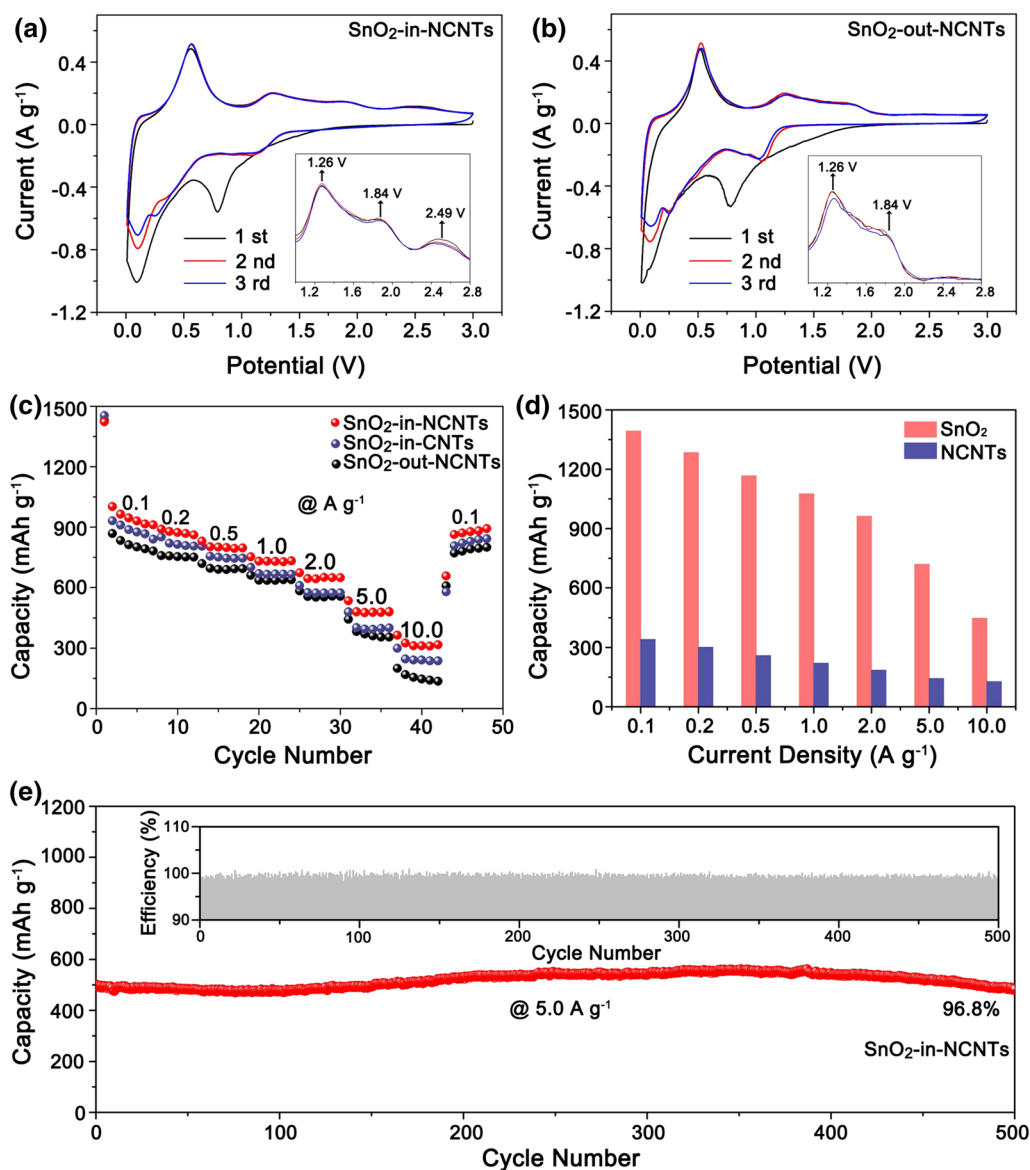 (a)
SnO₂-in-NCNTs
Current (A g⁻¹)
0.4
0.0
-0.4
-0.8
-1.2
1 st
2 nd
3 rd
1.26 V
1.84 V
2.49 V
1.2 1.6 2.0 2.4 2.8
0.0 0.5 1.0 1.5 2.0 2.5 3.0
Potential (V)
(b)
SnO₂-out-NCNTs
Current (A g⁻¹)
0.4
0.0
-0.4
-0.8
-1.2
1 st
2 nd
3 rd
1.26 V
1.84 V
1.2 1.6 2.0 2.4 2.8
0.0 0.5 1.0 1.5 2.0 2.5 3.0
Potential (V)
(c)
Capacity (mAh g⁻¹)
1500
1200
900
600
300
0
SnO₂-in-NCNTs
SnO₂-in-CNTs
SnO₂-out-NCNTs
@ A g⁻¹
0.1 0.2 0.5 1.0 2.0 5.0 10.0 0.1
0 10 20 30 40 50
Cycle Number
(d)
Capacity (mAh g⁻¹)
1500
1200
900
600
300
0
SnO₂
NCNTs
0.1 0.2 0.5 1.0 2.0 5.0 10.0
Current Density (A g⁻¹)
(e)
Capacity (mAh g⁻¹)
1200
1000
800
600
400
200
0
Efficiency (%)
110
100
90
0 100 200 300 400 500
Cycle Number
@ 5.0 A g⁻¹
96.8%
SnO₂-in-NCNTs
0 100 200 300 400 500
Cycle Number